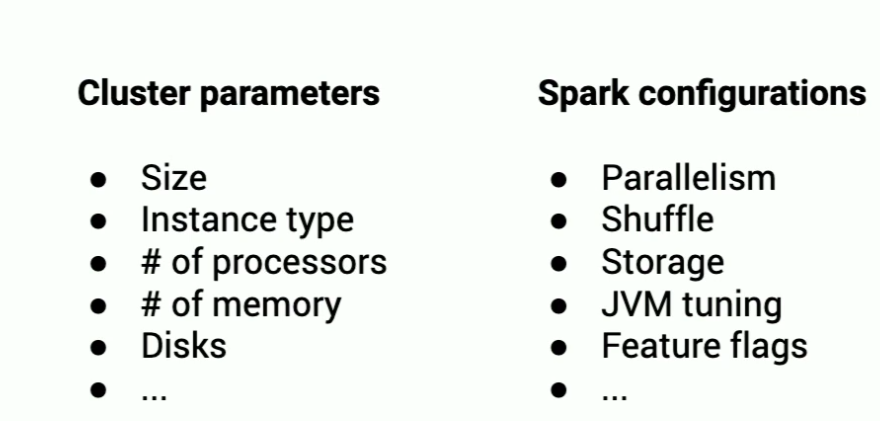 Cluster parameters
● Size
● Instance type
● # of processors
● # of memory
● Disks
● ...
Spark configurations
● Parallelism
● Shuffle
● Storage
● JVM tuning
● Feature flags
● ...